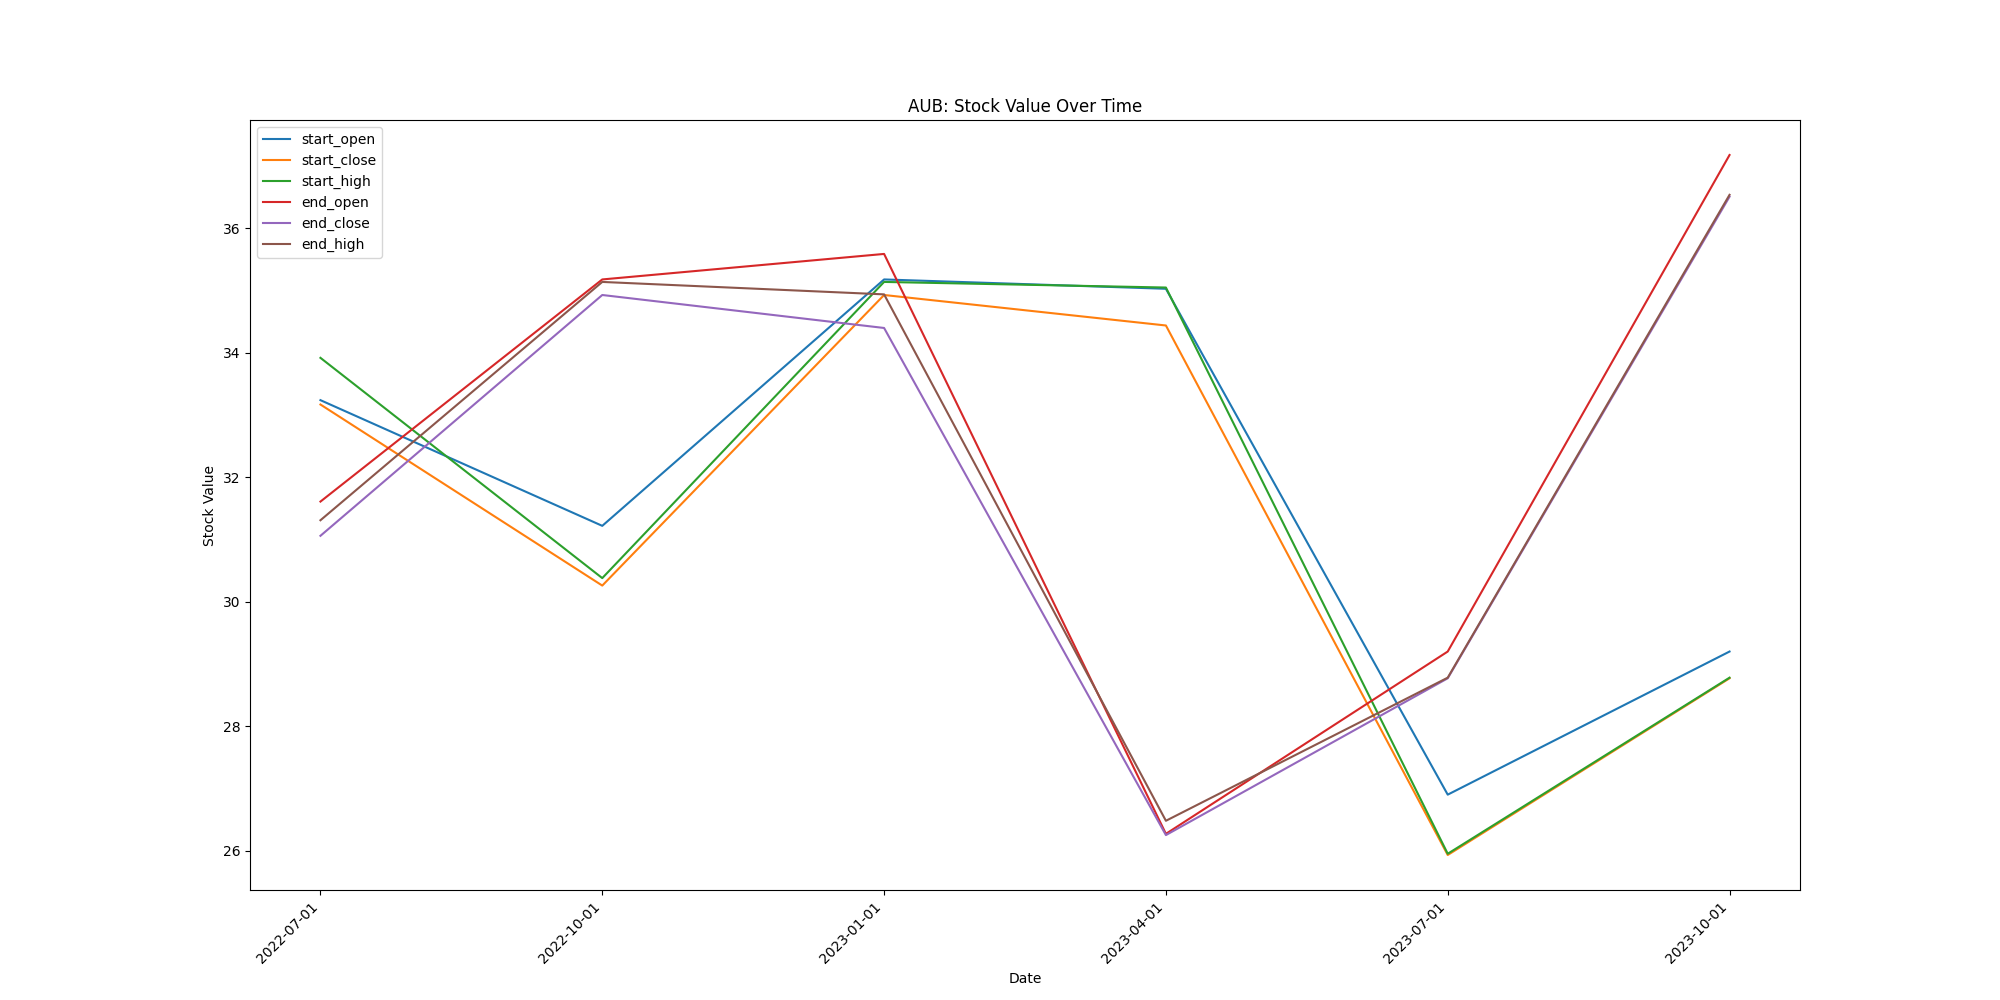 AUB: Stock Value Over Time
start_open
start_close
start_high
end_open
end_close
end_high
Stock Value
36
34
32
30
28
26
2022-07-01
2022-10-01
2023-01-01
2023-04-01
2023-07-01
2023-10-01
Date